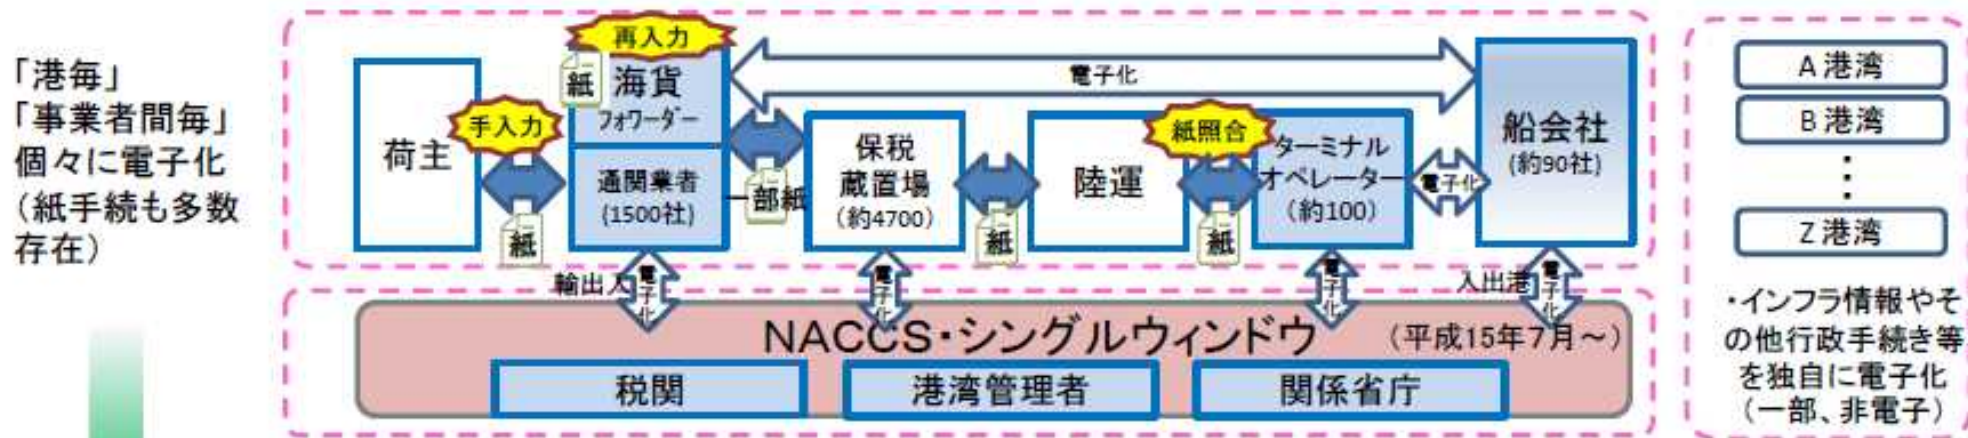 「港毎」
「事業者間毎」
個々に電子化
(紙手続も多数
存在)
荷主
手入力
紙
再入力
紙
海貨
フォワーダー
通関業者
(1500社)
一部紙
電子化
保税
蔵置場
(約4700)
紙
陸運
紙照合
紙
ターミナル
オペレーター
(約100)
電子化
船会社
(約90社)
輸出入
電子化
電子化
電子化
入出港
電子化
NACCS・シングルウィンドウ (平成15年7月~)
税関
港湾管理者
関係省庁
A港湾
B港湾
⋮
Z港湾
・インフラ情報やそ
の他行政手続き等
を独自に電子化
(一部、非電子)